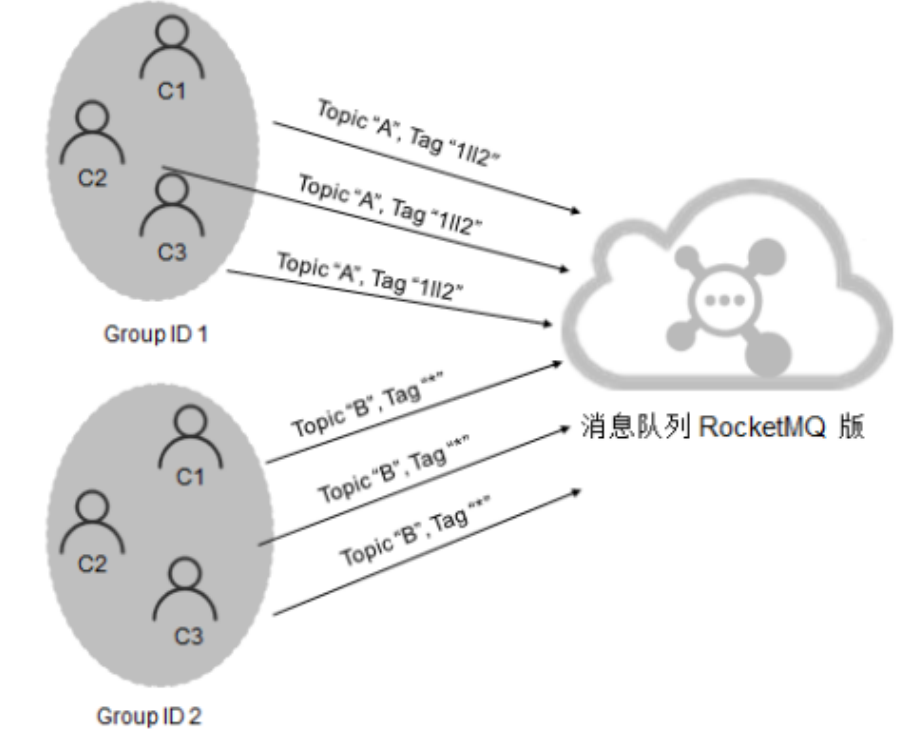 C1
C2
C3
Group ID 1
Topic “A”, Tag “1||2”
Topic “A”, Tag “1||2”
Topic “A”, Tag “1||2”
C1
C2
C3
Group ID 2
Topic “B”, Tag “*”
Topic “B”, Tag “*”
Topic “B”, Tag “*”
消息队列 RocketMQ 版